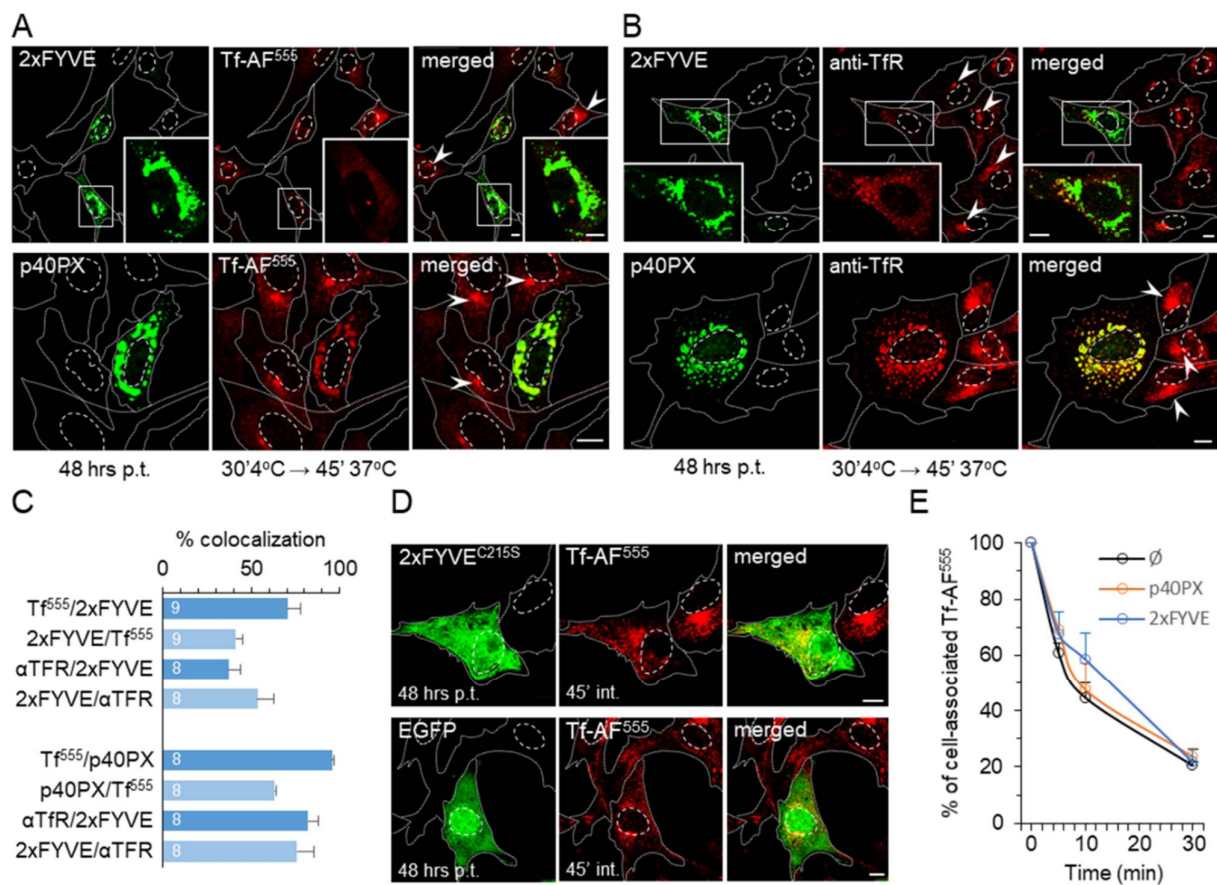 A
2xFYVE Tf-AF555 merged
p40PX Tf-AF555 merged
48 hrs p.t. 30'4ºC → 45' 37ºC
B
2xFYVE anti-TfR merged
p40PX anti-TfR merged
48 hrs p.t. 30'4ºC → 45' 37ºC
C
% colocalization
0 50 100
Tf555/2xFYVE 9
2xFYVE/Tf555 9
αTFR/2xFYVE 8
2xFYVE/αTFR 8
Tf555/p40PX 8
p40PX/Tf555 8
αTfR/2xFYVE 8
2xFYVE/αTFR 8
D
2xFYVEC215S Tf-AF555 merged
48 hrs p.t. 45' int.
EGFP Tf-AF555 merged
48 hrs p.t. 45' int.
E
% of cell-associated Tf-AF555
100
80
60
40
20
0
Ø
p40PX
2xFYVE
0 10 20 30
Time (min)